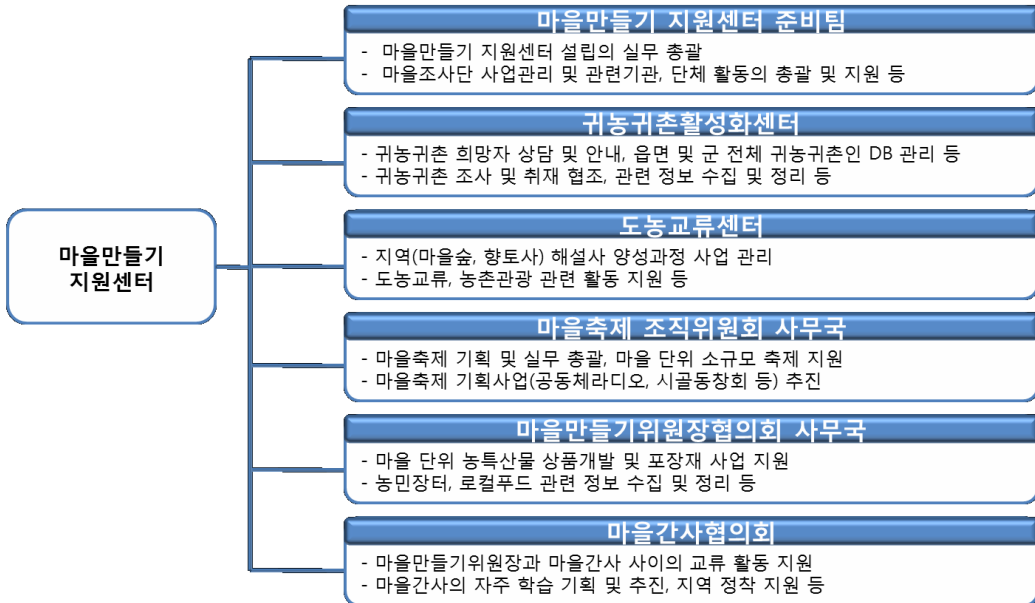 마을만들기
지원센터
마을만들기 지원센터 준비팀
- 마을만들기 지원센터 설립의 실무 총괄
- 마을조사단 사업관리 및 관련기관, 단체 활동의 총괄 및 지원 등
귀농귀촌활성화센터
- 귀농귀촌 희망자 상담 및 안내, 읍면 및 군 전체 귀농귀촌인 DB 관리 등
- 귀농귀촌 조사 및 취재 협조, 관련 정보 수집 및 정리 등
도농교류센터
- 지역(마을숲, 향토사) 해설사 양성과정 사업 관리
- 도농교류, 농촌관광 관련 활동 지원 등
마을축제 조직위원회 사무국
- 마을축제 기획 및 실무 총괄, 마을 단위 소규모 축제 지원
- 마을축제 기획사업(공동체라디오, 시골동창회 등) 추진
마을만들기위원장협의회 사무국
- 마을 단위 농특산물 상품개발 및 포장재 사업 지원
- 농민장터, 로컬푸드 관련 정보 수집 및 정리 등
마을간사협의회
- 마을만들기위원장과 마을간사 사이의 교류 활동 지원
- 마을간사의 자주 학습 기획 및 추진, 지역 정착 지원 등